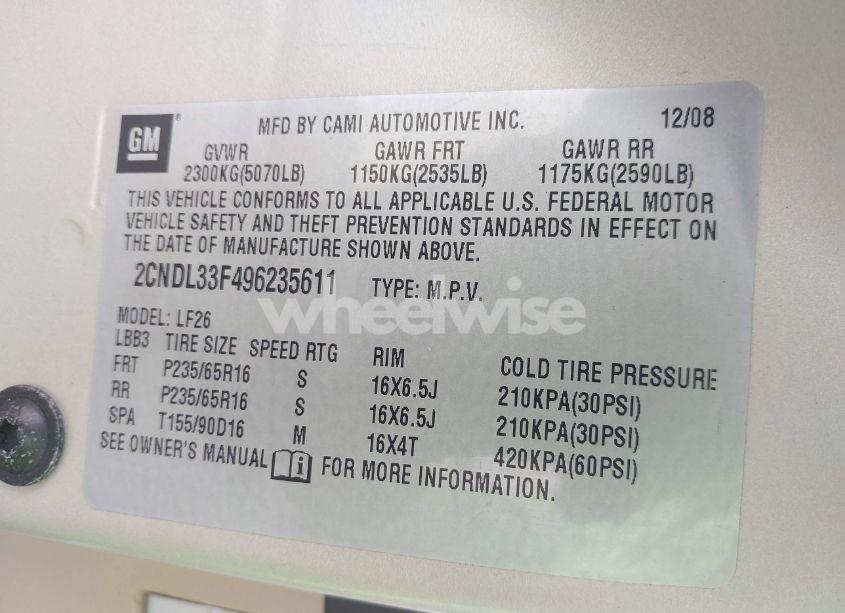 GM ® MFD BY CAMI AUTOMOTIVE INC. 12/08
GVWR GAWR FRT GAWR RR
2300KG(5070LB) 1150KG(2535LB) 1175KG(2590LB)
THIS VEHICLE CONFORMS TO ALL APPLICABLE U.S. FEDERAL MOTOR
VEHICLE SAFETY AND THEFT PREVENTION STANDARDS IN EFFECT ON
THE DATE OF MANUFACTURE SHOWN ABOVE.
2CNDL33F496235611 TYPE: M.P.V.
wheelwise
MODEL: LF26
LBB3 TIRE SIZE SPEED RTG RIM COLD TIRE PRESSURE
FRT P235/65R16 S 16X6.5J 210KPA(30PSI)
RR P235/65R16 S 16X6.5J 210KPA(30PSI)
SPA T155/90D16 M 16X4T 420KPA(60PSI)
SEE OWNER'S MANUAL i FOR MORE INFORMATION.